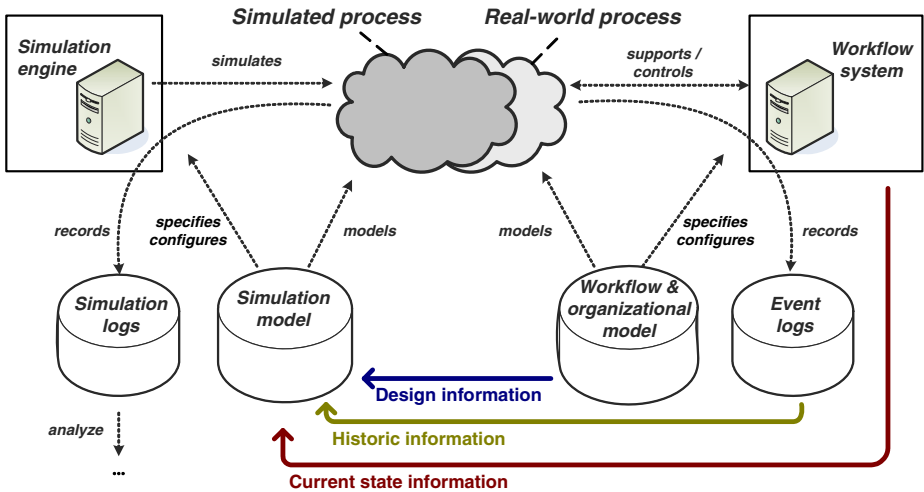 Simulated process
Real-world process
Simulation
engine
simulates
supports /
controls
Workflow
system
records
specifies
configures
models
models
specifies
configures
records
Simulation
logs
Simulation
model
Workflow &
organizational
model
Event
logs
Design information
analyze
Historic information
...
Current state information